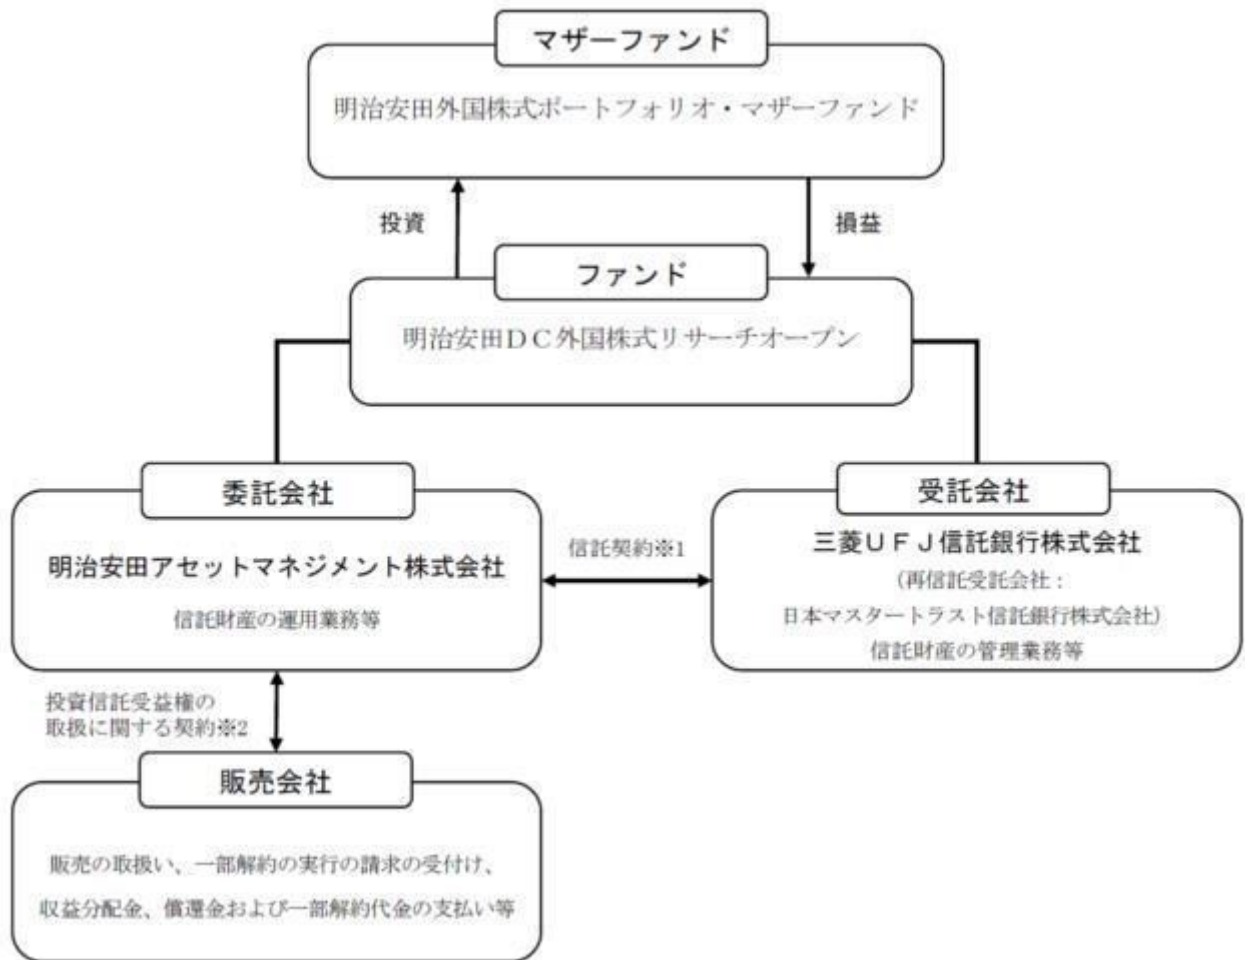 マザーファンド
明治安田外国株式ポートフォリオ・マザーファンド
投資
損益
ファンド
明治安田DC外国株式リサーチオープン
委託会社
明治安田アセットマネジメント株式会社
信託財産の運用業務等
信託契約※1
受託会社
三菱UFJ信託銀行株式会社
(再信託受託会社:
日本マスタートラスト信託銀行株式会社)
信託財産の管理業務等
投資信託受益権の
取扱に関する契約※2
販売会社
販売の取扱い、一部解約の実行の請求の受付け、
収益分配金、償還金および一部解約代金の支払い等